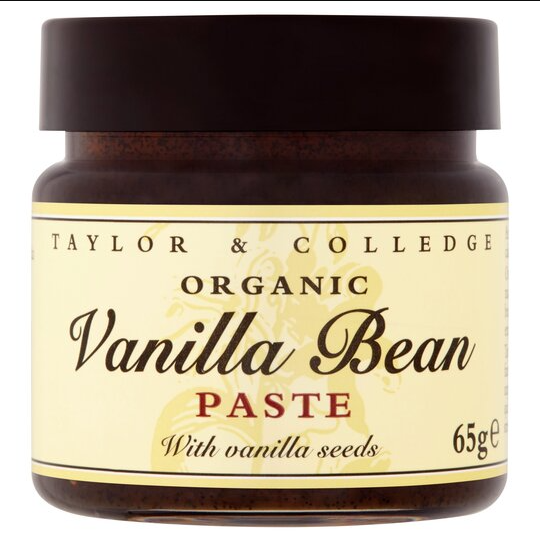 TAYLOR & COLLEDGE
ORGANIC
Vanilla Bean
PASTE
With vanilla seeds
65g℮